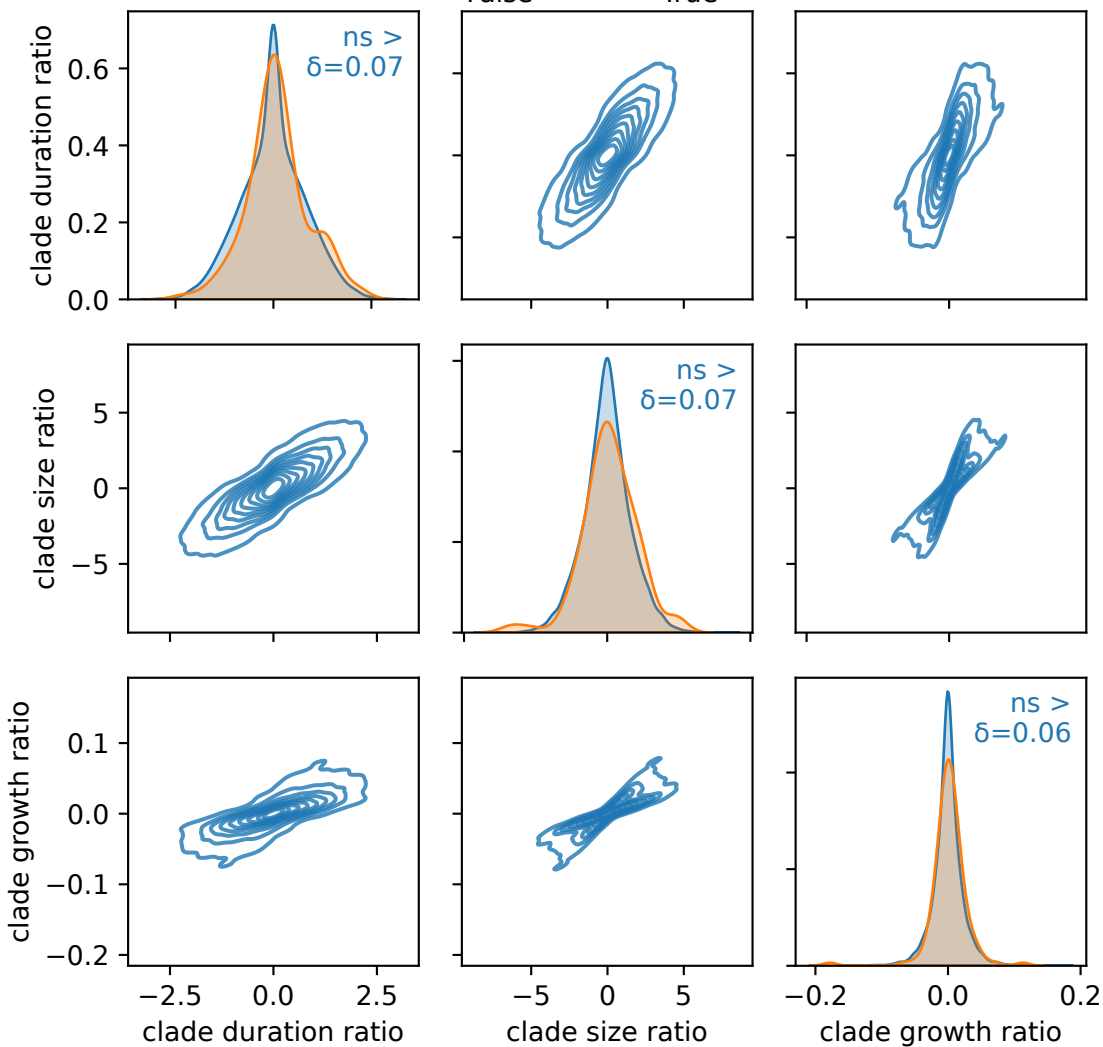 True
clade duration ratio
0.6
0.4
0.2
0.0
ns >
δ=0.07
clade size ratio
5
0
−5
ns >
δ=0.07
clade growth ratio
0.1
0.0
−0.1
−0.2
ns >
δ=0.06
−2.5 0.0 2.5
−5 0 5
−0.2 0.0 0.2
clade duration ratio
clade size ratio
clade growth ratio